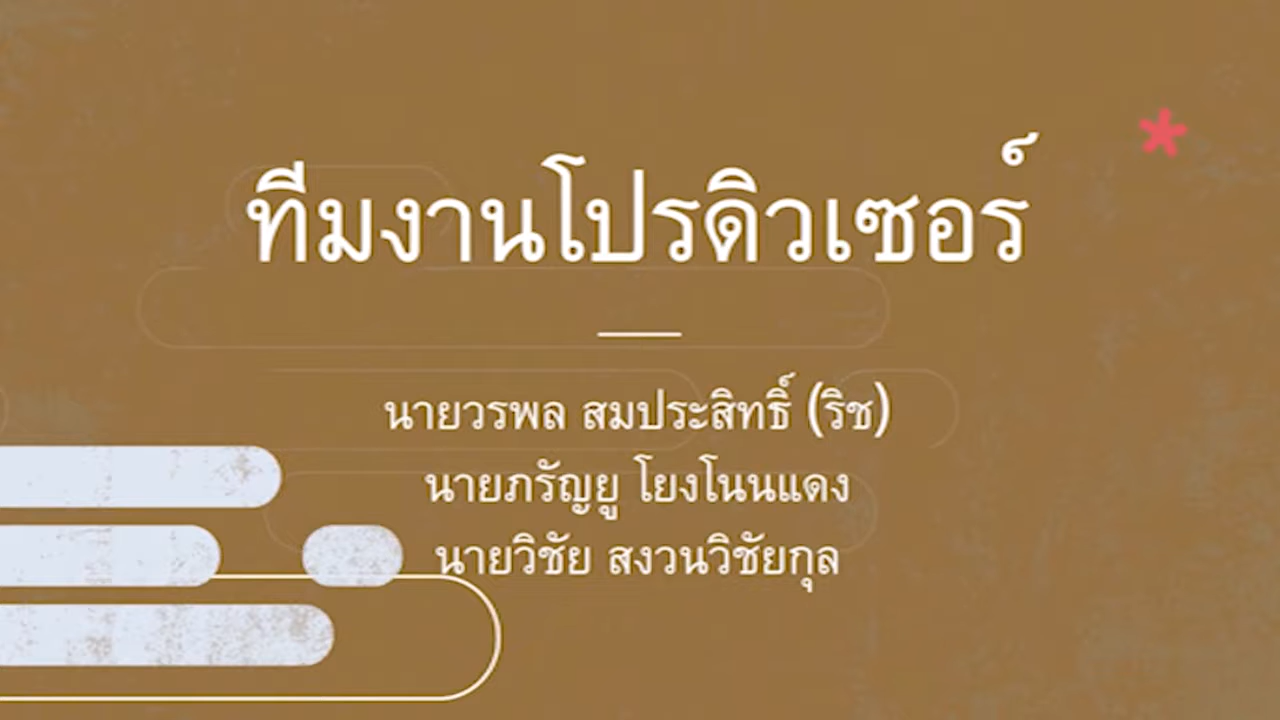 ทีมงานโปรดิวเซอร์
นายวรพล สมประสิทธิ์ (ริช)
นายภรัญยู โยงโนนแดง
นายวิชัย สงวนวิชัยกุล